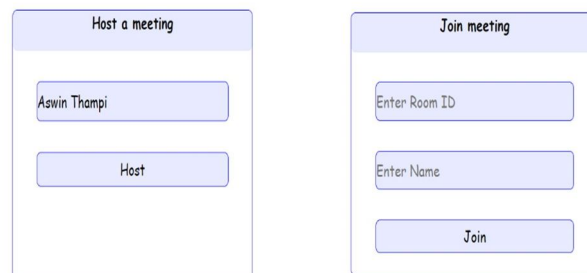 Host a meeting
Aswin Thampi
Host
Join meeting
Enter Room ID
Enter Name
Join